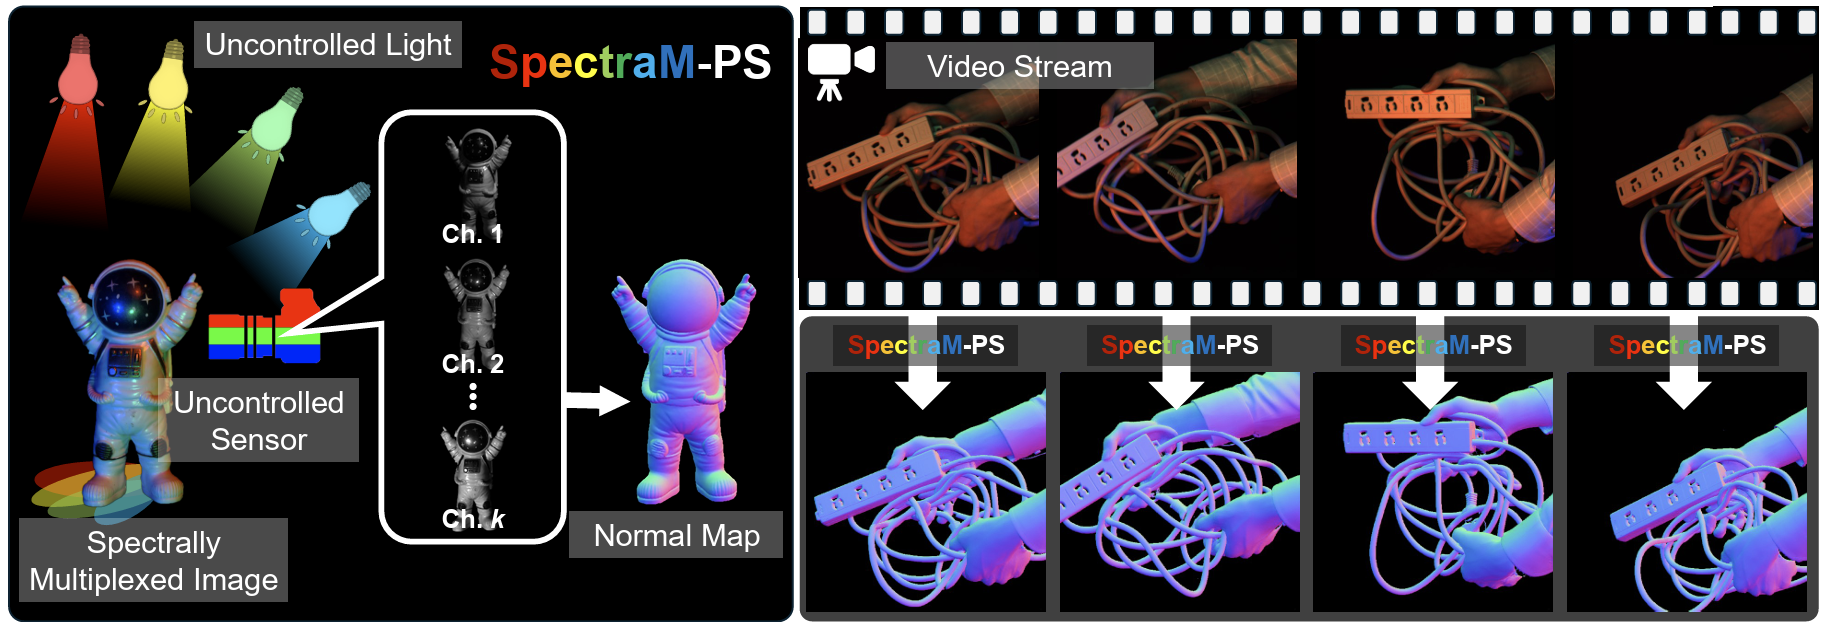 Uncontrolled Light
SpectraM-PS
Ch. 1
Ch. 2
Ch. k
Uncontrolled
Sensor
Spectrally
Multiplexed Image
Normal Map
Video Stream
SpectraM-PS
SpectraM-PS
SpectraM-PS
SpectraM-PS